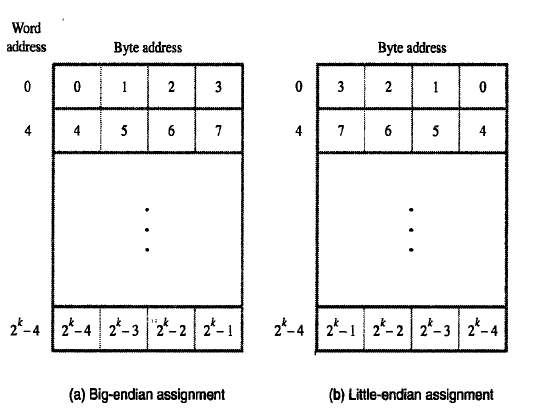 Word
address Byte address Byte address
0 0 1 2 3 0 3 2 1 0
4 4 5 6 7 4 7 6 5 4
2^k–4 2^k–4 2^k–3 2^k–2 2^k–1 2^k–4 2^k–1 2^k–2 2^k–3 2^k–4
(a) Big-endian assignment (b) Little-endian assignment